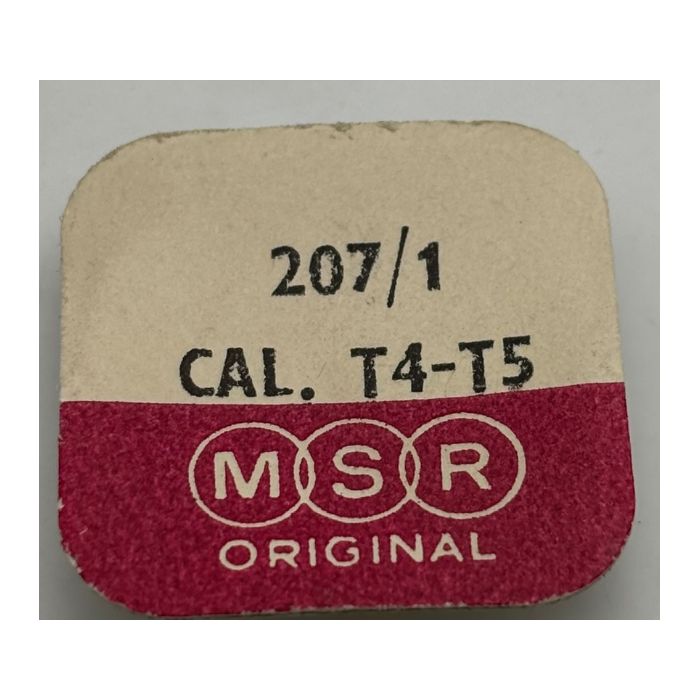 207/1
CAL. T4-T5
MSR
ORIGINAL